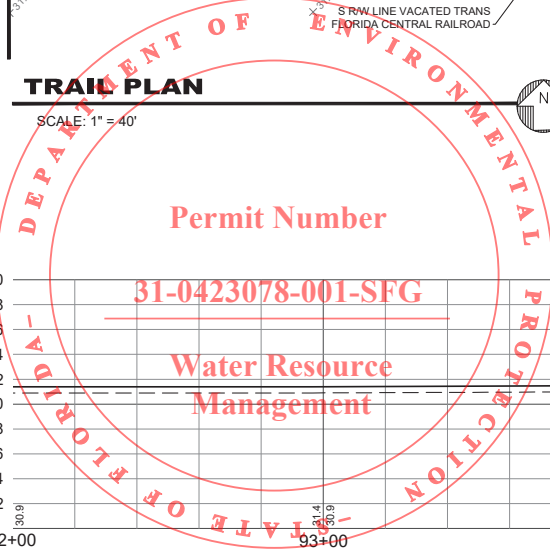 S R/W LINE VACATED TRANS
FLORIDA CENTRAL RAILROAD
TRAIL PLAN
SCALE: 1" = 40'
N
DEPARTMENT OF ENVIRONMENTAL PROTECTION
-STATE OF FLORIDA-
Permit Number
31-0423078-001-SFG
Water Resource
Management
30.9
31.4
30.9
2+00
93+00